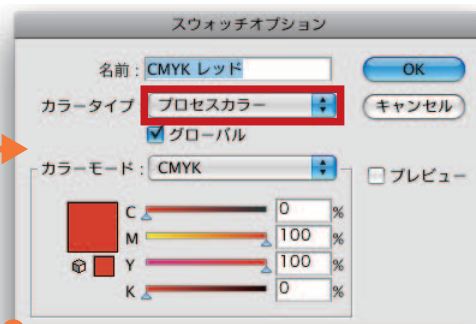 スウォッチオプション
名前 : CMYK レッド
OK
カラータイプ プロセスカラー
キャンセル
グローバル
カラーモード : CMYK
プレビュー
C 0 %
M 100 %
Y 100 %
K 0 %